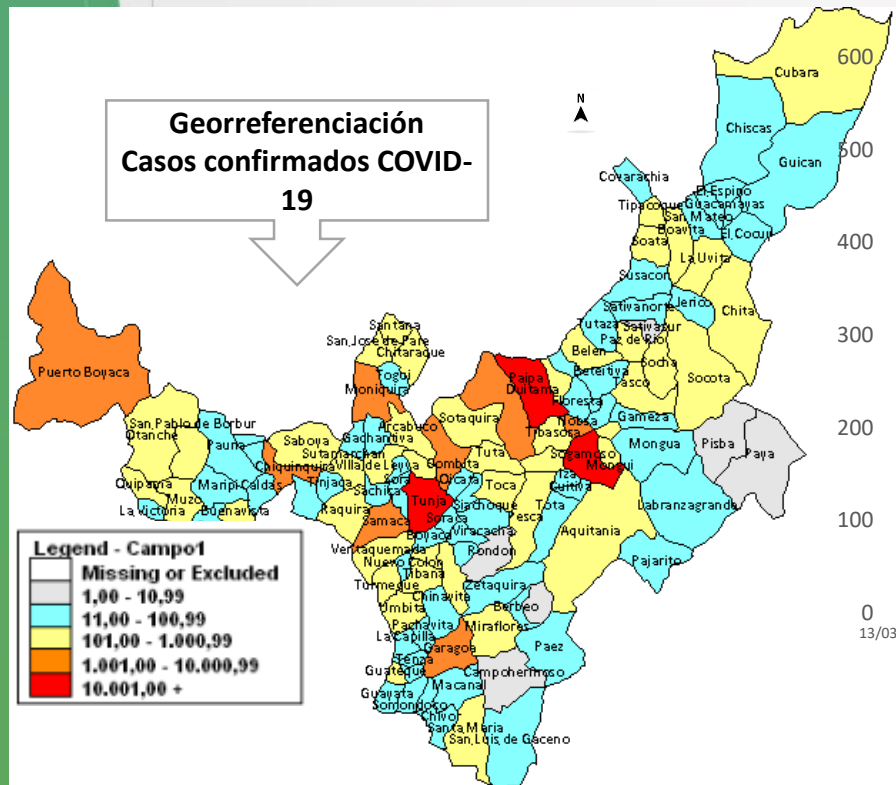 Georreferenciación
Casos confirmados COVID-
19
N
600
500
400
300
200
100
0
13/03
Cubara
Chiscas
Guican
Covarachia
El Espino
Guacamayas
Tipacoque
San Mateo
Boavita
El Cocuy
Soata
La Uvita
Susacon
Sativanorte
Jerico
Chita
Tutaza
Sativasur
Paz de Rio
Belen
Socha
Socota
Beteitiva
Tasco
Santana
San Jose de Pare
Chitaraque
Togui
Moniquira
Puerto Boyaca
Paipa
Duitama
Floresta
Gameza
Sotaquira
Arcabuco
Nobsa
Tibasosa
Mongua
Pisba
Paya
San Pablo de Borbur
Otanche
Pauna
Saboya
Gachantiva
Sutamarchan
Chiquinquira
Villa de Leyva
Combita
Tuta
Sogamoso
Mongui
Quipama
Maripi
Caldas
Tinjaca
Sora
Oicata
Toca
Iza
Cuitiva
Muzo
Sachica
Tunja
Siachoque
Tota
Labranzagrande
La Victoria
Buenavista
Raquira
Samaca
Soraca
Pesca
Aquitania
Boyaca
Viracacha
Ventaquemada
Rondon
Pajarito
Nuevo Colon
Tibana
Turmeque
Zetaquira
Chinavita
Berbeo
Umbita
Pachavita
Miraflores
La Capilla
Garagoa
Paez
Tenza
Guateque
Campohermoso
Guayata
Macanal
Somondoco
Chivor
Santa Maria
San Luis de Gaceno
Legend - Campo1
Missing or Excluded
1,00 - 10,99
11,00 - 100,99
101,00 - 1.000,99
1.001,00 - 10.000,99
10.001,00 +